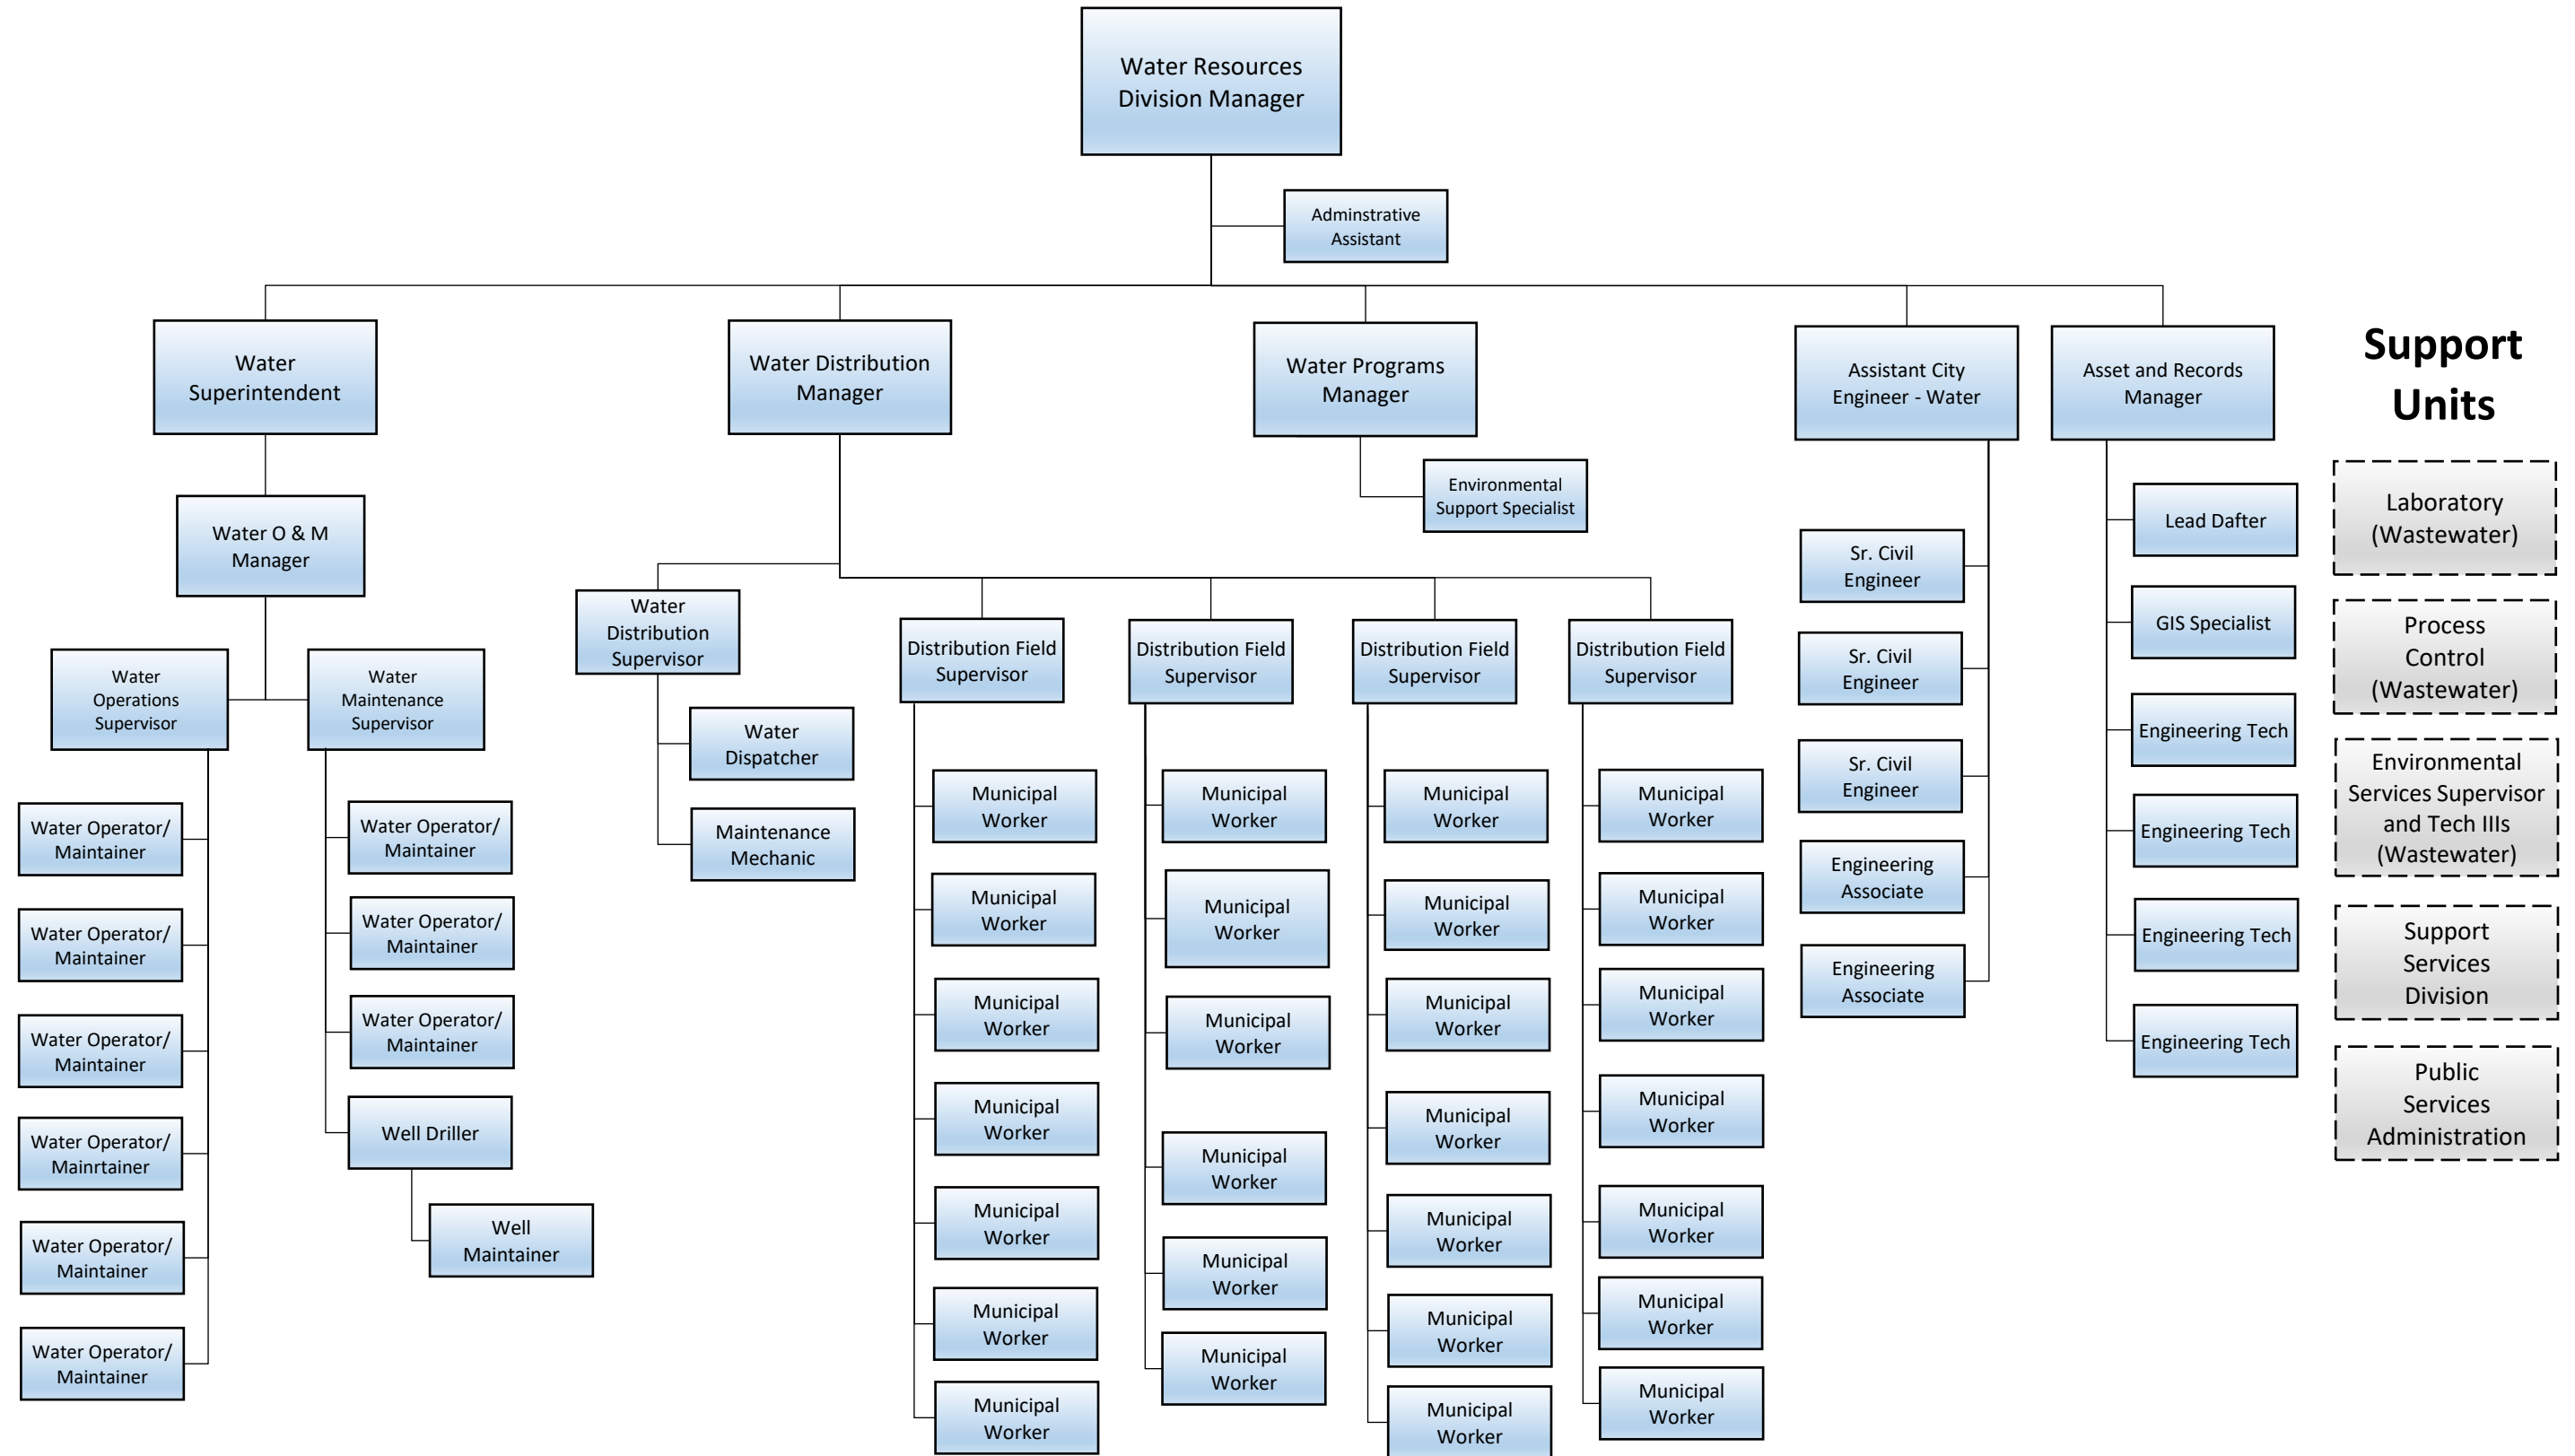 Water Resources
Division Manager
Adminstrative
Assistant
Water
Superintendent
Water Distribution
Manager
Water Programs
Manager
Assistant City
Engineer - Water
Asset and Records
Manager
Support
Units
Water O & M
Manager
Water
Operations
Supervisor
Water
Maintenance
Supervisor
Water Operator/
Maintainer
Water Operator/
Maintainer
Water Operator/
Maintainer
Water Operator/
Mainrtainer
Water Operator/
Maintainer
Water Operator/
Maintainer
Water Operator/
Maintainer
Water Operator/
Maintainer
Water Operator/
Maintainer
Well Driller
Well
Maintainer
Water
Distribution
Supervisor
Water
Dispatcher
Maintenance
Mechanic
Distribution Field
Supervisor
Municipal
Worker
Municipal
Worker
Municipal
Worker
Municipal
Worker
Municipal
Worker
Municipal
Worker
Municipal
Worker
Distribution Field
Supervisor
Municipal
Worker
Municipal
Worker
Municipal
Worker
Municipal
Worker
Municipal
Worker
Municipal
Worker
Distribution Field
Supervisor
Municipal
Worker
Municipal
Worker
Municipal
Worker
Municipal
Worker
Municipal
Worker
Municipal
Worker
Municipal
Worker
Distribution Field
Supervisor
Municipal
Worker
Municipal
Worker
Municipal
Worker
Municipal
Worker
Municipal
Worker
Municipal
Worker
Municipal
Worker
Environmental
Support Specialist
Sr. Civil
Engineer
Sr. Civil
Engineer
Sr. Civil
Engineer
Engineering
Associate
Engineering
Associate
Lead Dafter
GIS Specialist
Engineering Tech
Engineering Tech
Engineering Tech
Engineering Tech
Laboratory
(Wastewater)
Process
Control
(Wastewater)
Environmental
Services Supervisor
and Tech IIIs
(Wastewater)
Support
Services
Division
Public
Services
Administration